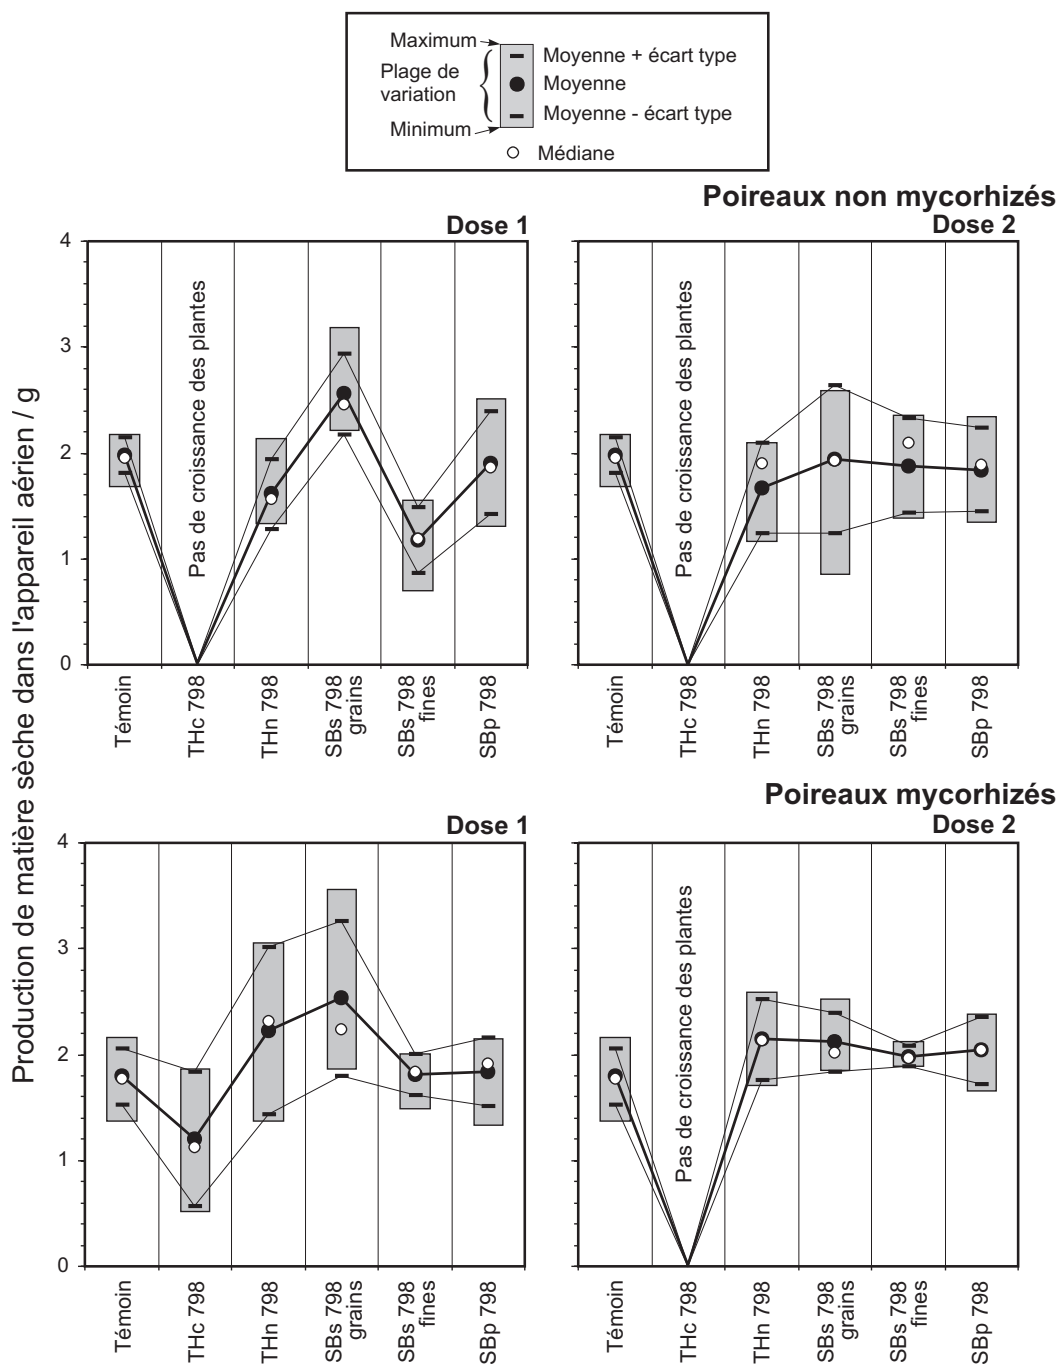 Maximum
Plage de
variation
Minimum
Moyenne + écart type
Moyenne
Moyenne - écart type
Médiane
Production de matière sèche dans l'appareil aérien / g
Poireaux non mycorhizés
Dose 1
4
3
2
1
0
Pas de croissance des plantes
Témoin
THc 798
THn 798
SBs 798
grains
SBs 798
fines
SBp 798
Dose 2
Pas de croissance des plantes
Témoin
THc 798
THn 798
SBs 798
grains
SBs 798
fines
SBp 798
Poireaux mycorhizés
Dose 1
4
3
2
1
0
Témoin
THc 798
THn 798
SBs 798
grains
SBs 798
fines
SBp 798
Dose 2
Pas de croissance des plantes
Témoin
THc 798
THn 798
SBs 798
grains
SBs 798
fines
SBp 798